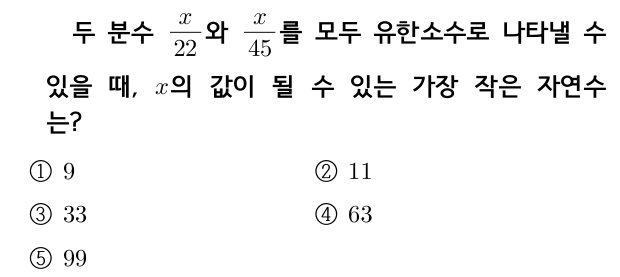 두 분수 x/22 와 x/45 를 모두 유한소수로 나타낼 수
있을 때, x의 값이 될 수 있는 가장 작은 자연수
는?
① 9 ② 11
③ 33 ④ 63
⑤ 99